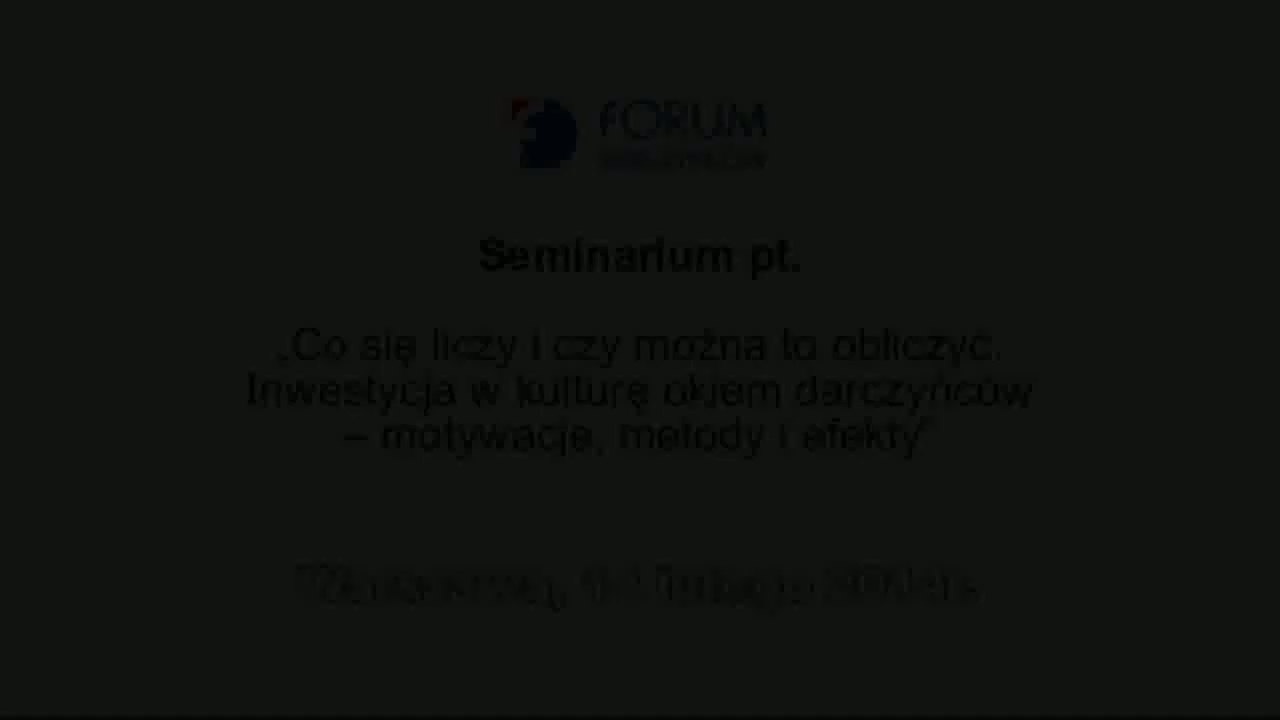 FORUM
Seminarium pt.
„Co się liczy i czy można to obliczyć.
Inwestycja w kulturę okiem darczyńców
– motywacje, metody i efekty”